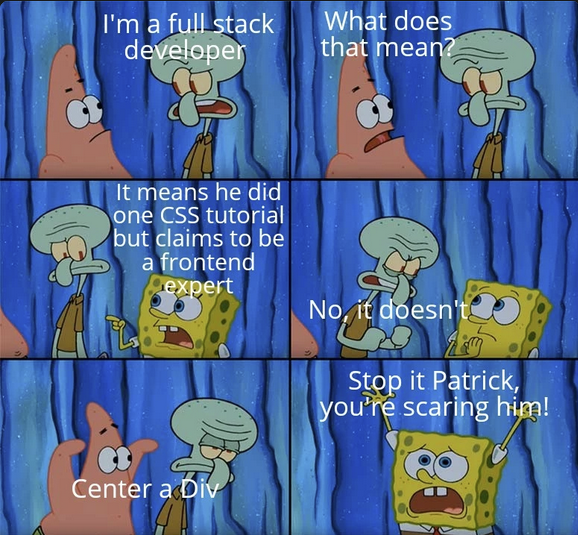 I'm a full stack
developer
What does
that mean?
It means he did
one CSS tutorial
but claims to be
a frontend
expert
No, it doesn't
Center a Div
Stop it Patrick,
you're scaring him!